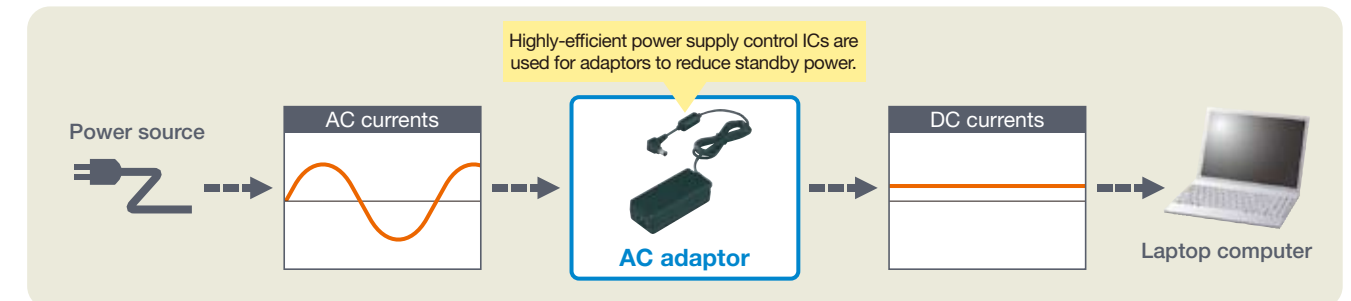 Highly-efficient power supply control ICs are
used for adaptors to reduce standby power.
Power source
AC currents
AC adaptor
DC currents
Laptop computer